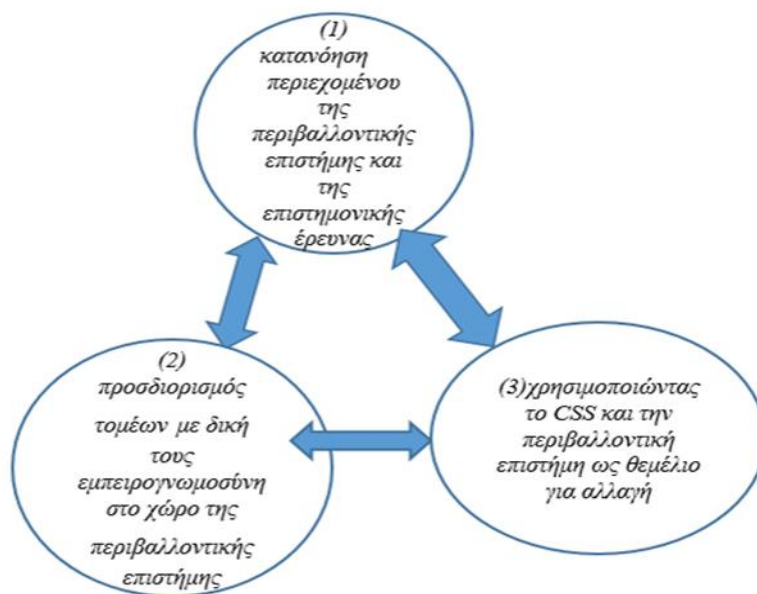 (1)
κατανόηση
περιεχομένου
της
περιβαλλοντικής
επιστήμης και
της
επιστημονικής
έρευνας
(2)
προσδιορισμός
τομέων με δική
τους
εμπειρογνωμοσύνη
στο χώρο της
περιβαλλοντικής
επιστήμης
(3)χρησιμοποιώντας
το CSS και την
περιβαλλοντική
επιστήμη ως θεμέλιο
για αλλαγή